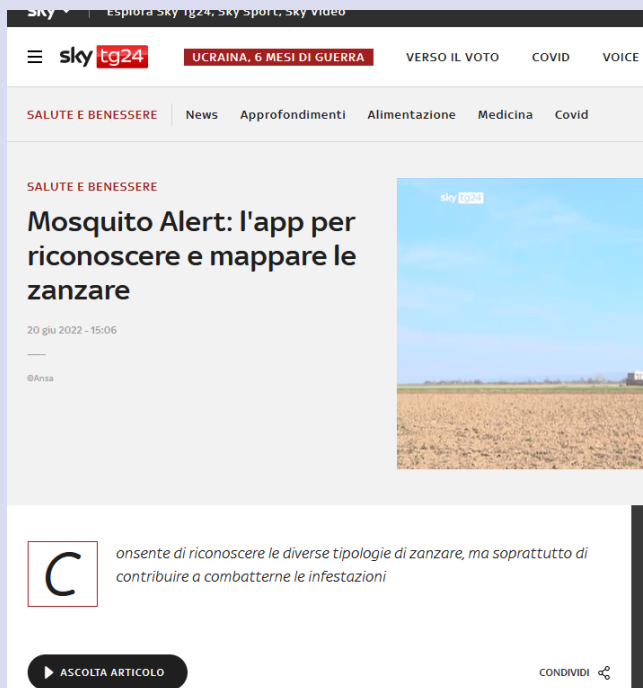 sky Esplora Sky Tg24, Sky Sport, Sky Video
sky tg24 UCRAINA, 6 MESI DI GUERRA VERSO IL VOTO COVID VOICE
SALUTE E BENESSERE News Approfondimenti Alimentazione Medicina Covid
SALUTE E BENESSERE
Mosquito Alert: l'app per
riconoscere e mappare le
zanzare
20 giu 2022 - 15:06
©Ansa
sky tg24
Consente di riconoscere le diverse tipologie di zanzare, ma soprattutto di
contribuire a combatterne le infestazioni
ASCOLTA ARTICOLO CONDIVIDI